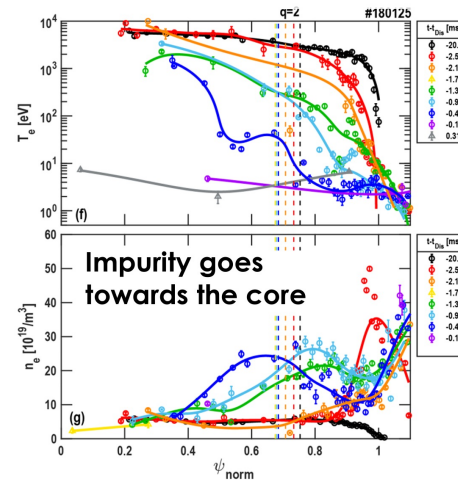 q=2 #180125
10^4
10^3
10^2
10^1
10^0
T_e [eV]
(f)
t-t_Dis [ms
-20.
-2.5
-2.1
-1.7
-1.3
-0.9
-0.4
-0.1
0.31
60
50
40
30
20
10
0
n_e [10^19/m^3]
Impurity goes
towards the core
(g)
0 0.2 0.4 0.6 0.8 1
ψ_norm
t-t_Dis [ms
-20.
-2.5
-2.1
-1.7
-1.3
-0.9
-0.4
-0.1